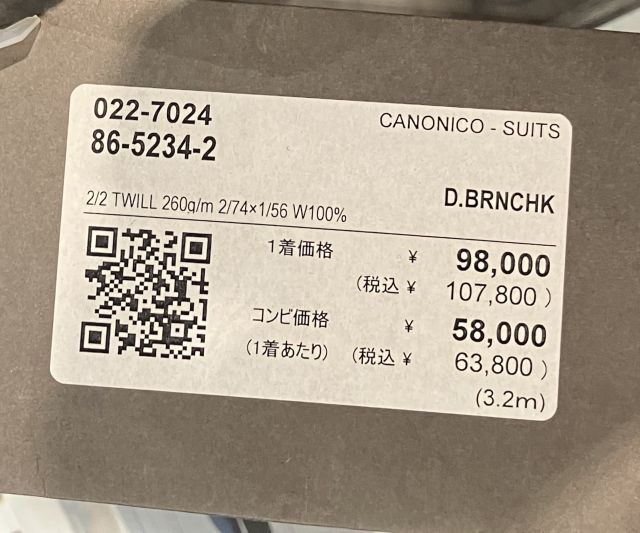 022-7024
CANONICO - SUITS
86-5234-2
D.BRNCHK
2/2 TWILL 260g/m 2/74×1/56 W100%
1着価格 ¥ 98,000
(税込 ¥ 107,800 )
コンビ価格 ¥ 58,000
(1着あたり) (税込 ¥ 63,800 )
(3.2m)